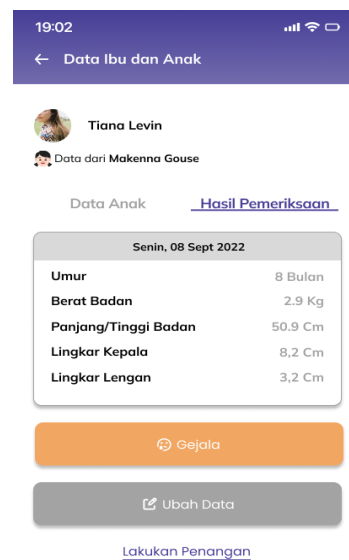 19:02
Data Ibu dan Anak
Tiana Levin
Data dari Makenna Gouse
Data Anak Hasil Pemeriksaan
Senin, 08 Sept 2022
Umur 8 Bulan
Berat Badan 2.9 Kg
Panjang/Tinggi Badan 50.9 Cm
Lingkar Kepala 8,2 Cm
Lingkar Lengan 3,2 Cm
Gejala
Ubah Data
Lakukan Penangan